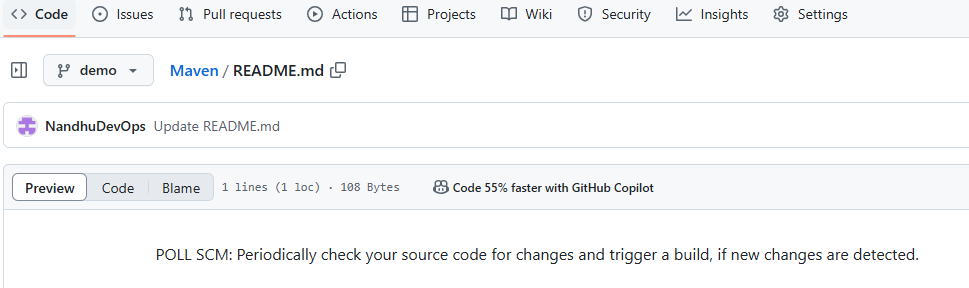 Code Issues Pull requests Actions Projects Wiki Security Insights Settings
demo Maven / README.md
NandhuDevOps Update README.md
Preview Code Blame 1 lines (1 loc) · 108 Bytes Code 55% faster with GitHub Copilot
POLL SCM: Periodically check your source code for changes and trigger a build, if new changes are detected.